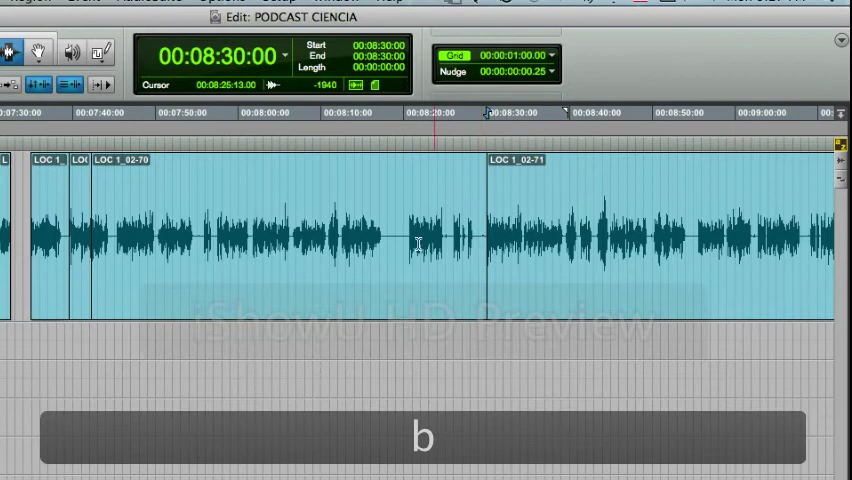 Edit: PODCAST CIENCIA
00:08:30:00
Start 00:08:30:00
End 00:08:30:00
Length 00:00:00:00
Cursor 00:08:25:13.00 -1940
Grid 00:00:01:00.00
Nudge 00:00:00:00.25
0:07:30:00 00:07:40:00 00:07:50:00 00:08:00:00 00:08:10:00 00:08:20:00 00:08:30:00 00:08:40:00 00:08:50:00 00:09:00:00 00:
L LOC 1_ LOC LOC 1_02-70 LOC 1_02-71
iShowU HD Preview
b